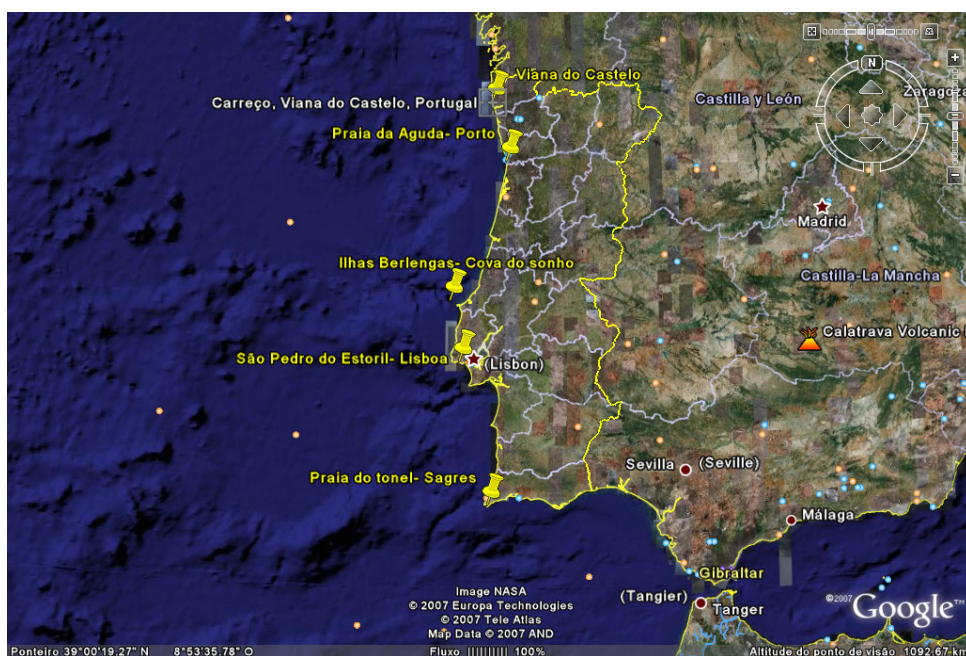 Viana do Castelo
Carreço, Viana do Castelo, Portugal
Castilla y León
Zaragoza
N
Praia da Aguda- Porto
Madrid
Ilhas Berlengas- Cova do sonho
Castilla-La Mancha
Calatrava Volcanic
São Pedro do Estoril- Lisboa
(Lisbon)
Praia do tonel- Sagres
Sevilla
(Seville)
Málaga
Gibraltar
(Tangier)
Tanger
Image NASA
© 2007 Europa Technologies
© 2007 Tele Atlas
Map Data © 2007 AND
©2007 Google™
Ponteiro 39°00'19.27" N 8°53'35.78" O
Fluxo |||||||||| 100%
Altitude do ponto de visão 1092.67 km